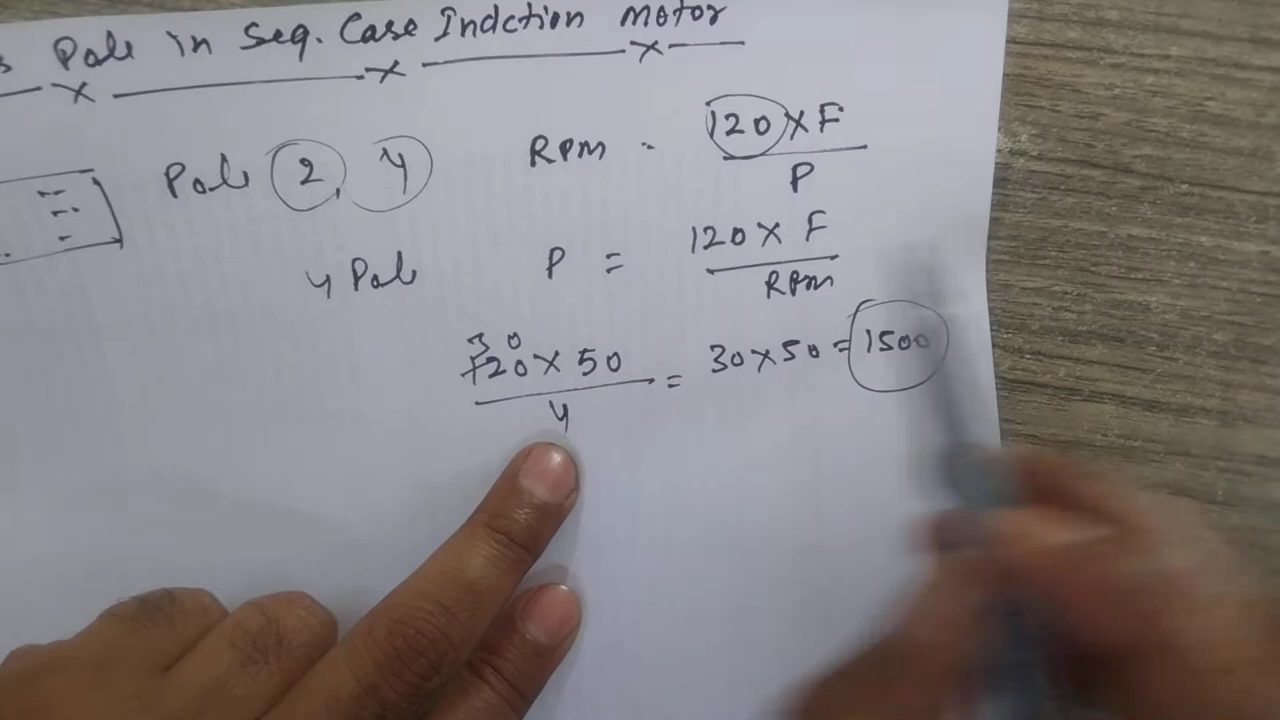 s Pole in Seq. Case Indction motor
Pole 2, 4
RPM - 120 X F
P
4 Pole
P = 120 X F
RPM
30
120 X 50 = 30 X 50 = 1500
4